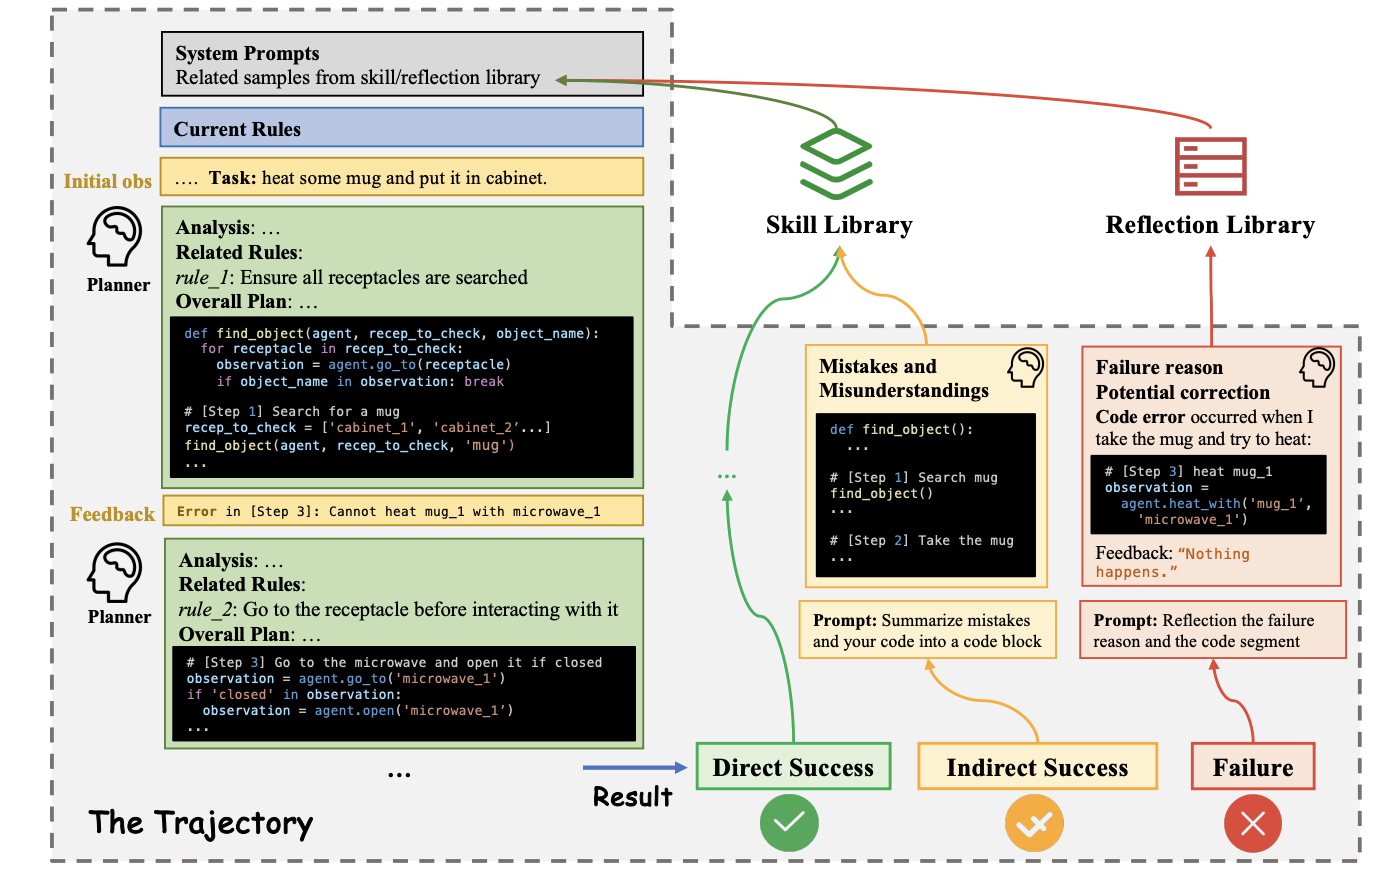 System Prompts
Related samples from skill/reflection library
Current Rules
Initial obs
.... Task: heat some mug and put it in cabinet.
Planner
Analysis: ...
Related Rules:
rule_1: Ensure all receptacles are searched
Overall Plan: ...
def find_object(agent, recep_to_check, object_name):
for receptacle in recep_to_check:
observation = agent.go_to(receptacle)
if object_name in observation: break
# [Step 1] Search for a mug
recep_to_check = ['cabinet_1', 'cabinet_2’...]
find_object(agent, recep_to_check, 'mug')
...
Feedback
Error in [Step 3]: Cannot heat mug_1 with microwave_1
Planner
Analysis: ...
Related Rules:
rule_2: Go to the receptacle before interacting with it
Overall Plan: ...
# [Step 3] Go to the microwave and open it if closed
observation = agent.go_to('microwave_1')
if 'closed' in observation:
observation = agent.open('microwave_1’)
...
...
The Trajectory
Result
Skill Library
Reflection Library
...
Mistakes and
Misunderstandings
def find_object():
...
# [Step 1] Search mug
find_object()
...
# [Step 2] Take the mug
...
Prompt: Summarize mistakes
and your code into a code block
Failure reason
Potential correction
Code error occurred when I
take the mug and try to heat:
# [Step 3] heat mug_1
observation =
agent.heat_with('mug_1’,
'microwave_1')
Feedback: “Nothing
happens.”
Prompt: Reflection the failure
reason and the code segment
Direct Success
Indirect Success
Failure